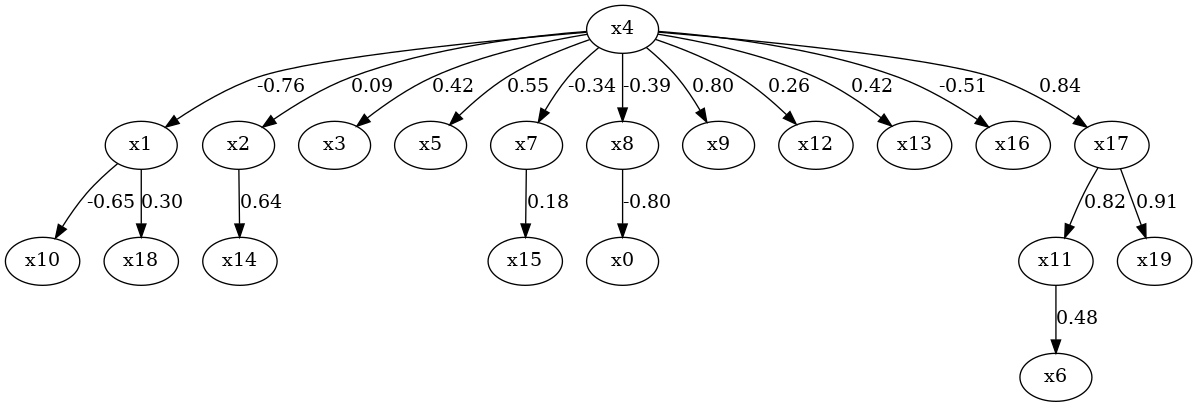 x4
-0.76 0.09 0.42 0.55 -0.34 -0.39 0.80 0.26 0.42 -0.51 0.84
x1 x2 x3 x5 x7 x8 x9 x12 x13 x16 x17
-0.65 0.30 0.64 0.18 -0.80 0.82 0.91
x10 x18 x14 x15 x0 x11 x19
0.48
x6